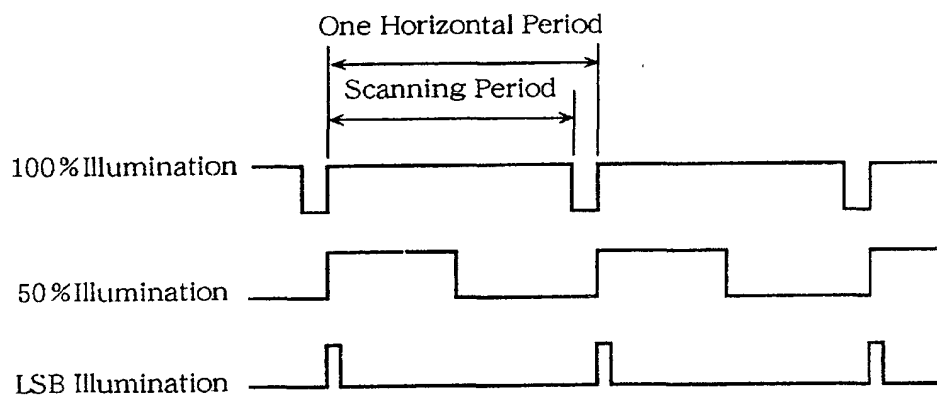 One Horizontal Period
Scanning Period
100% Illumination
50% Illumination
LSB Illumination